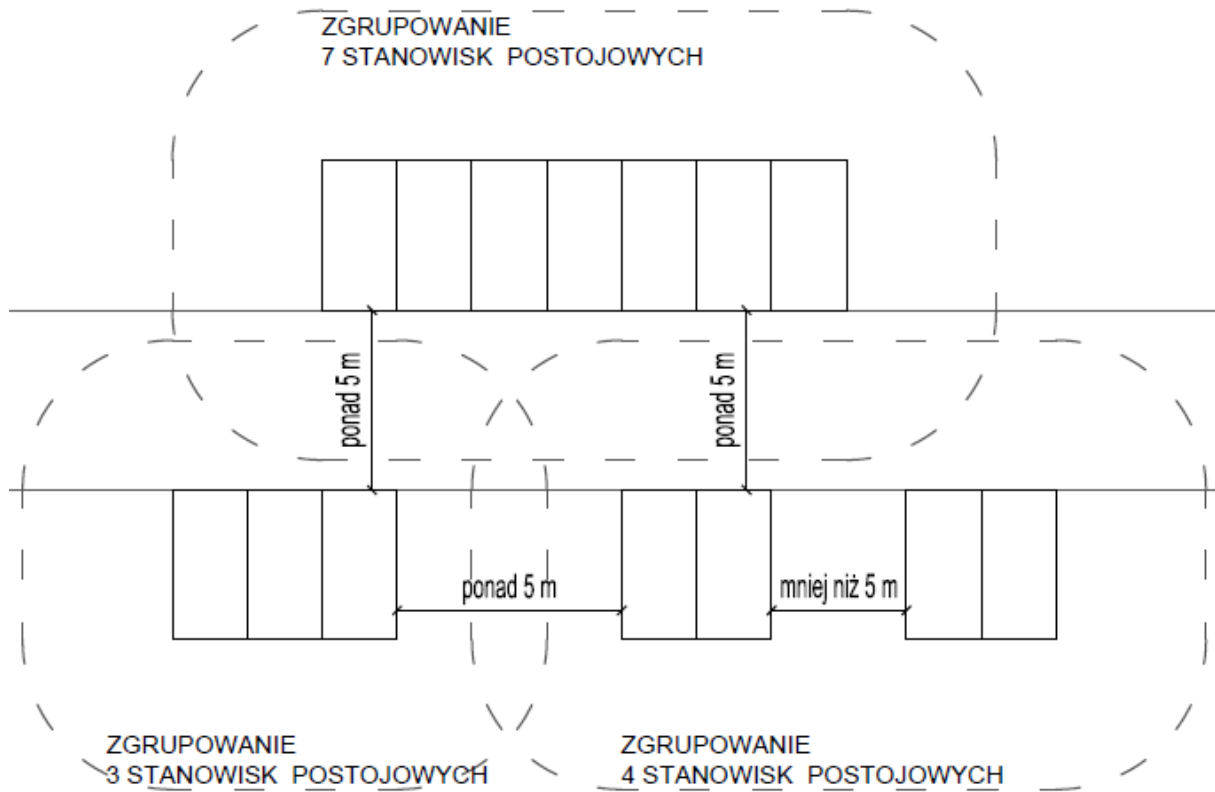 ZGRUPOWANIE
7 STANOWISK POSTOJOWYCH
ponad 5 m
ponad 5 m
ponad 5 m
mniej niż 5 m
ZGRUPOWANIE
3 STANOWISK POSTOJOWYCH
ZGRUPOWANIE
4 STANOWISK POSTOJOWYCH